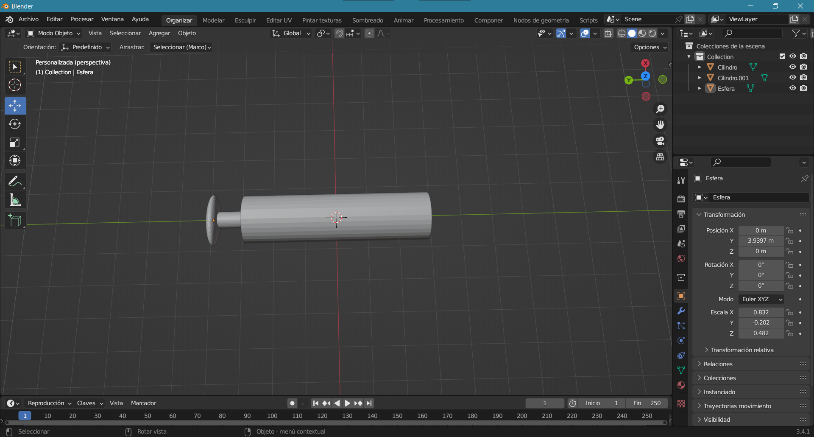 Blender
Archivo Editar Procesar Ventana Ayuda Organizar Modelar Esculpir Editar UV Pintar texturas Sombreado Animar Procesamiento Componer Nodos de geometría Scripts Scene ViewLayer
Modo Objeto Vista Seleccionar Agregar Objeto Global
Orientación: Predefinido Arrastrar: Seleccionar (Marco) Opciones
Personalizada (perspectiva)
(1) Collection | Esfera
X
Y
Z
Colecciones de la escena
Collection
Cilindro
Cilindro.001
Esfera
Esfera
Esfera
Transformación
Posición X 0 m
Y 3.9397 m
Z 0 m
Rotación X 0°
Y 0°
Z 0°
Modo Euler XYZ
Escala X 0.832
Y -0.202
Z 0.482
Transformación relativa
Relaciones
Colecciones
Instanciado
Trayectorias movimiento
Visibilidad
Reproducción Claves Vista Marcador 1 Inicio 1 Fin 250
1 10 20 30 40 50 60 70 80 90 100 110 120 130 140 150 160 170 180 190 200 210 220 230 240 250
Seleccionar Rotar vista Objeto - menú contextual 3.4.1